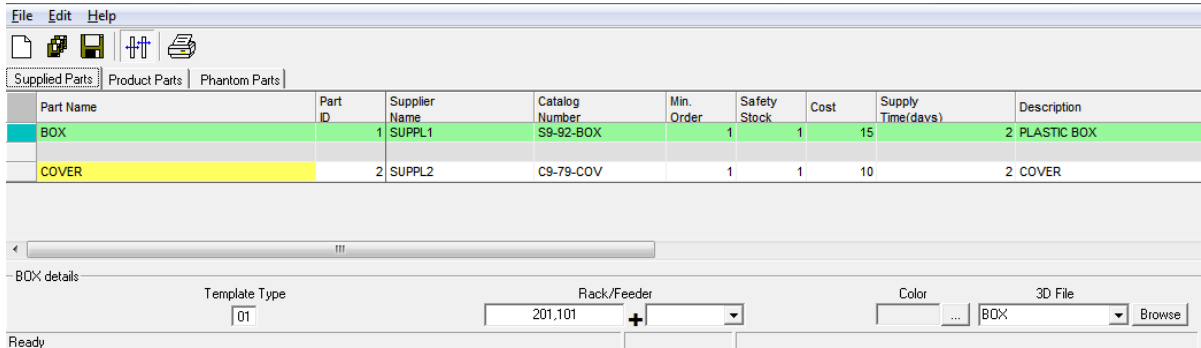 File Edit Help
Supplied Parts Product Parts Phantom Parts
Part Name Part ID Supplier Name Catalog Number Min. Order Safety Stock Cost Supply Time(days) Description
BOX 1 SUPPL1 S9-92-BOX 1 1 15 2 PLASTIC BOX
COVER 2 SUPPL2 C9-79-COV 1 1 10 2 COVER
BOX details
Template Type Rack/Feeder Color 3D File
01 201,101 + ... BOX Browse
Ready